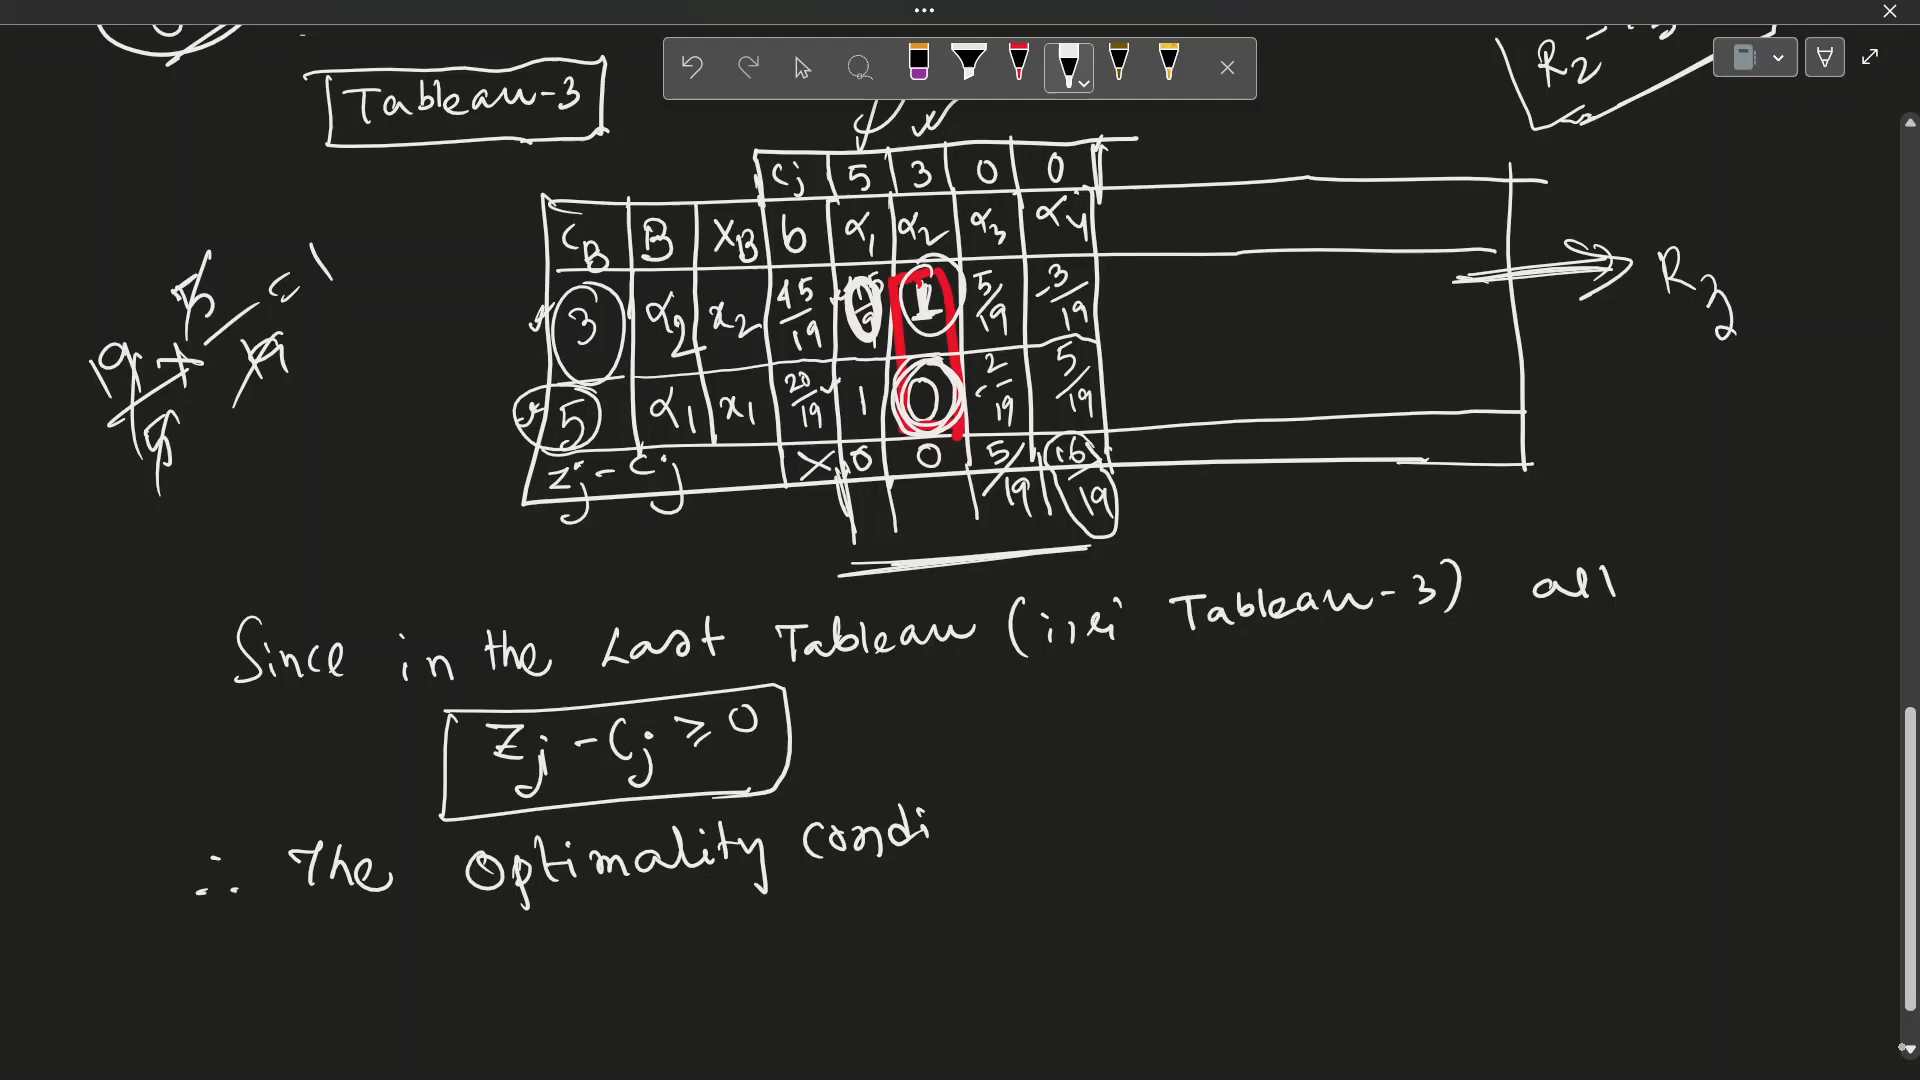 R2
Tableau-3
Cj 5 3 0 0
CB B XB b α1 α2 α3 α4
3 α2 x2 45/19 1 5/19 -3/19
5 α1 x1 20/19 1 0 -2/19 5/19
Zj - Cj X 0 0 5/19 16/19
R3
Since in the Last Tableau (i,e; Tableau-3) all
Zj - Cj ≥ 0
∴ The Optimality condi